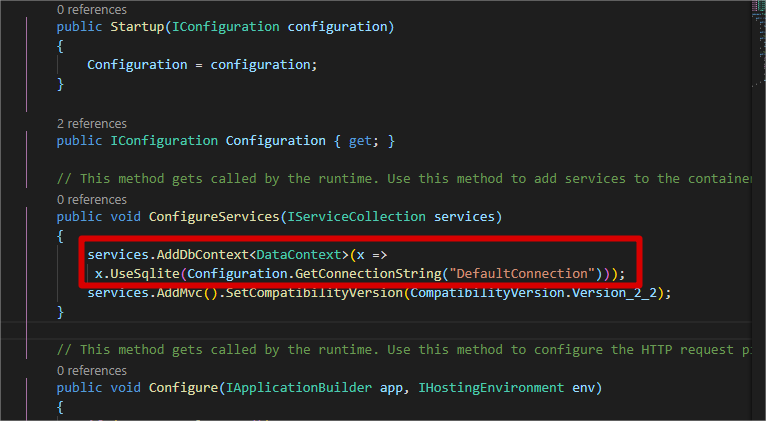 0 references
public Startup(IConfiguration configuration)
{
Configuration = configuration;
}
2 references
public IConfiguration Configuration { get; }
// This method gets called by the runtime. Use this method to add services to the container
0 references
public void ConfigureServices(IServiceCollection services)
{
services.AddDbContext<DataContext>(x =>
x.UseSqlite(Configuration.GetConnectionString("DefaultConnection")));
services.AddMvc().SetCompatibilityVersion(CompatibilityVersion.Version_2_2);
}
// This method gets called by the runtime. Use this method to configure the HTTP request pi
0 references
public void Configure(IApplicationBuilder app, IHostingEnvironment env)
{